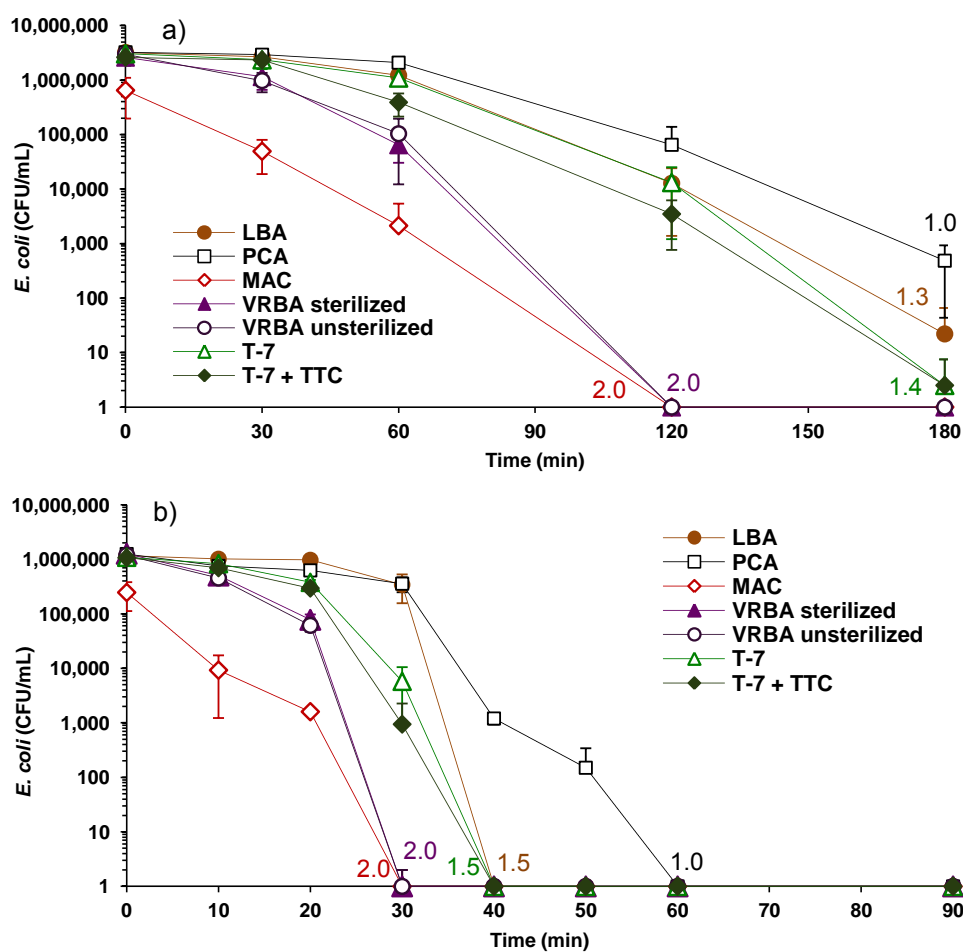 a)
10,000,000
1,000,000
100,000
10,000
1,000
100
10
1
E. coli (CFU/mL)
LBA
PCA
MAC
VRBA sterilized
VRBA unsterilized
T-7
T-7 + TTC
1.0
1.3
1.4
2.0
2.0
0 30 60 90 120 150 180
Time (min)
b)
10,000,000
1,000,000
100,000
10,000
1,000
100
10
1
E. coli (CFU/mL)
LBA
PCA
MAC
VRBA sterilized
VRBA unsterilized
T-7
T-7 + TTC
2.0
2.0
1.5
1.5
1.0
0 10 20 30 40 50 60 70 80 90
Time (min)